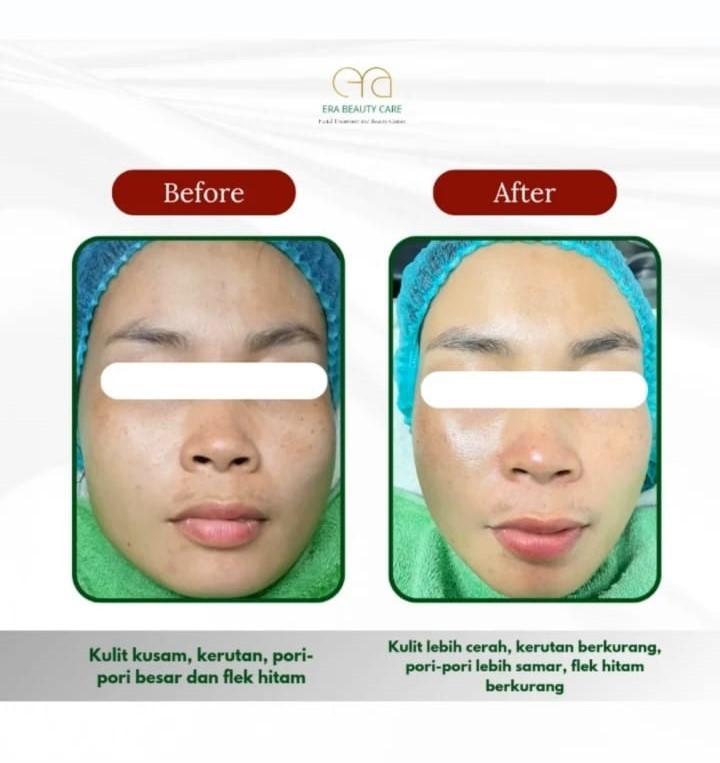 era
ERA BEAUTY CARE
Before
After
Kulit kusam, kerutan, pori-
pori besar dan flek hitam
Kulit lebih cerah, kerutan berkurang,
pori-pori lebih samar, flek hitam
berkurang